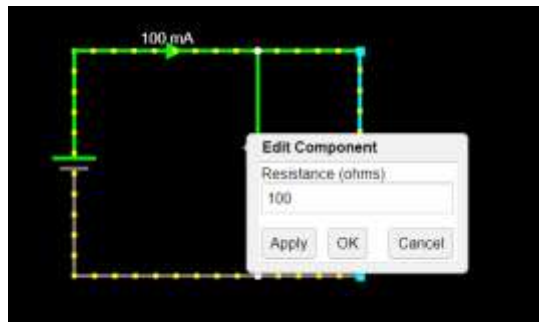 100 mA
Edit Component
Resistance (ohms)
100
Apply OK Cancel